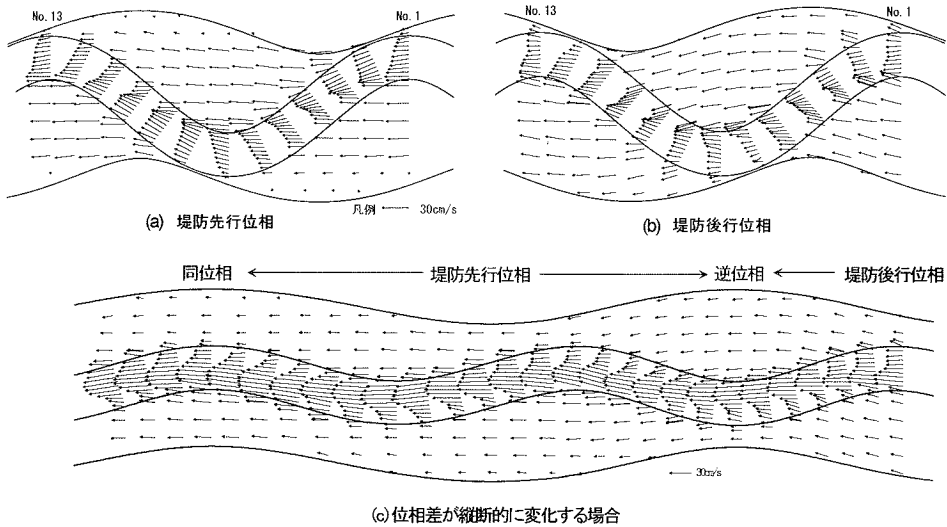 No.13
No.1
No.13
No.1
凡例 30cm/s
(a) 堤防先行位相
(b) 堤防後行位相
同位相 堤防先行位相 逆位相 堤防後行位相
30cm/s
(c)位相差が縦断的に変化する場合